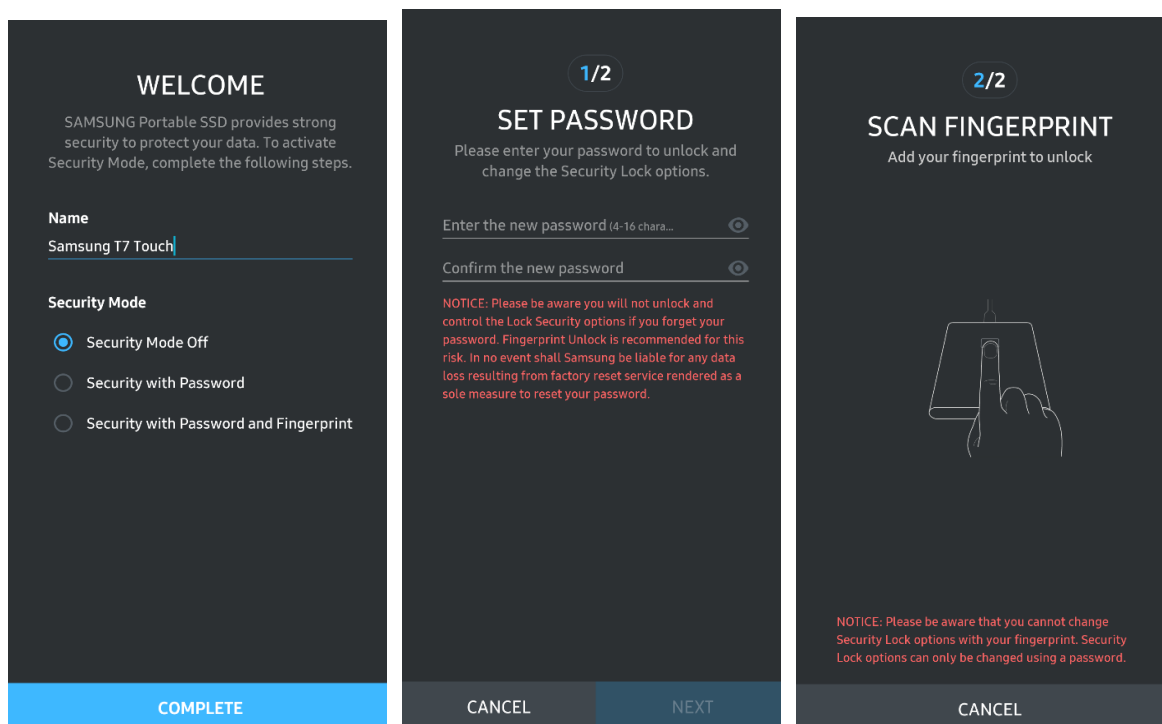 WELCOME
SAMSUNG Portable SSD provides strong
security to protect your data. To activate
Security Mode, complete the following steps.
Name
Samsung T7 Touch
Security Mode
Security Mode Off
Security with Password
Security with Password and Fingerprint
COMPLETE
1/2
SET PASSWORD
Please enter your password to unlock and
change the Security Lock options.
Enter the new password (4-16 chara...
Confirm the new password
NOTICE: Please be aware you will not unlock and
control the Lock Security options if you forget your
password. Fingerprint Unlock is recommended for this
risk. In no event shall Samsung be liable for any data
loss resulting from factory reset service rendered as a
sole measure to reset your password.
CANCEL
NEXT
2/2
SCAN FINGERPRINT
Add your fingerprint to unlock
NOTICE: Please be aware that you cannot change
Security Lock options with your fingerprint. Security
Lock options can only be changed using a password.
CANCEL